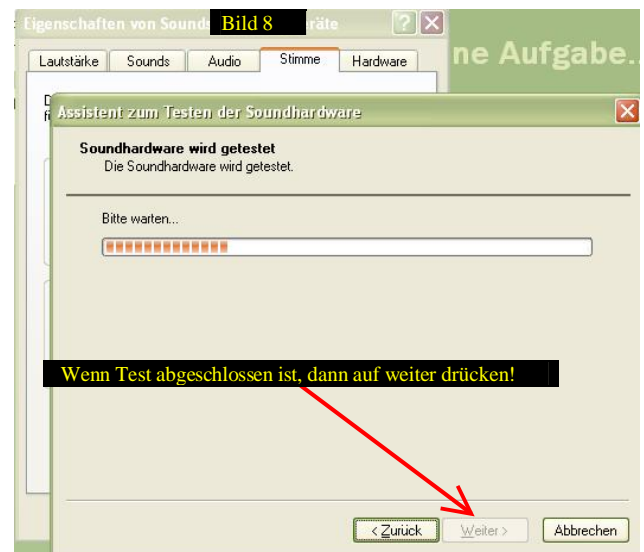 Eigenschaften von Sounds
Bild 8
räte
ne Aufgabe..
Lautstärke Sounds Audio Stimme Hardware
D
fi
Assistent zum Testen der Soundhardware
Soundhardware wird getestet
Die Soundhardware wird getestet.
Bitte warten...
Wenn Test abgeschlossen ist, dann auf weiter drücken!
< Zurück Weiter > Abbrechen